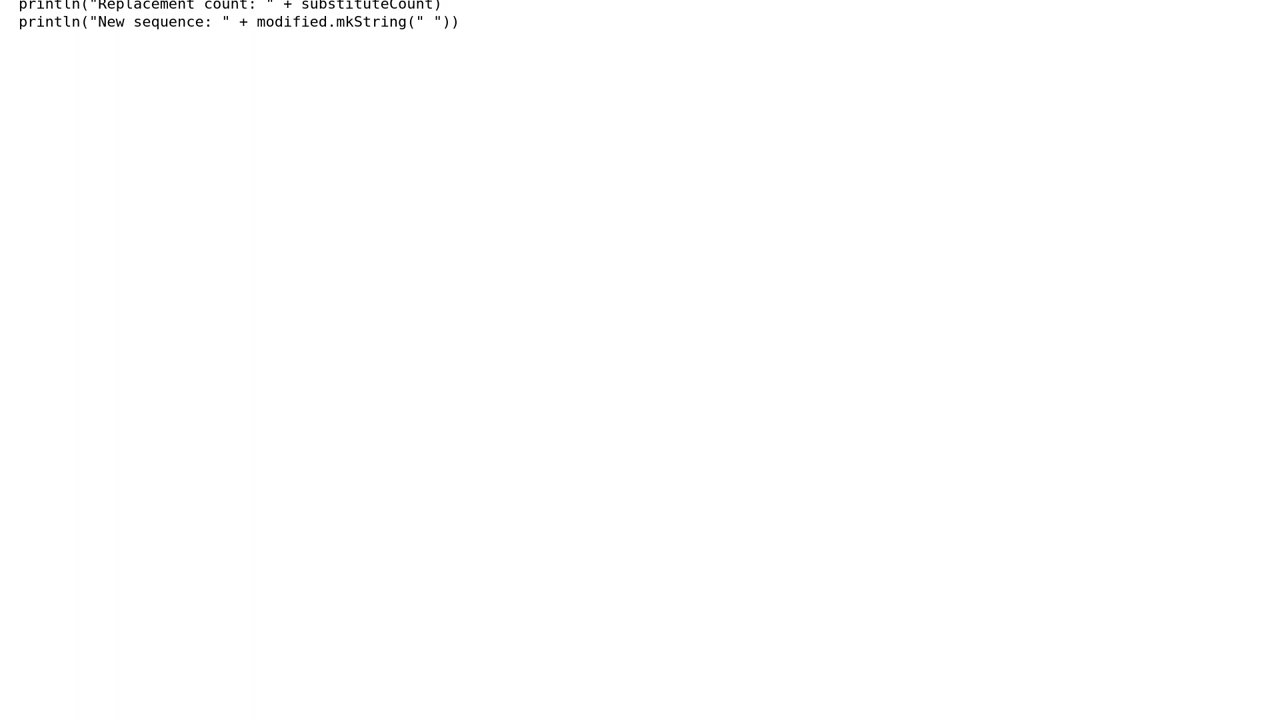 println("Replacement count: " + substituteCount)
println("New sequence: " + modified.mkString(" "))